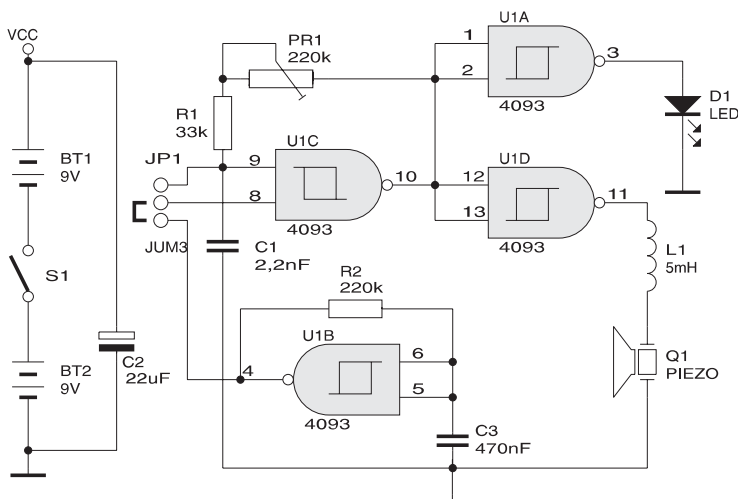 VCC
BT1
9V
S1
BT2
9V
C2
22uF
JP1
JUM3
R1
33k
PR1
220k
U1C
9
8
10
4093
C1
2,2nF
R2
220k
U1B
4
6
5
4093
C3
470nF
U1A
1
2
3
4093
D1
LED
U1D
12
13
11
4093
L1
5mH
Q1
PIEZO